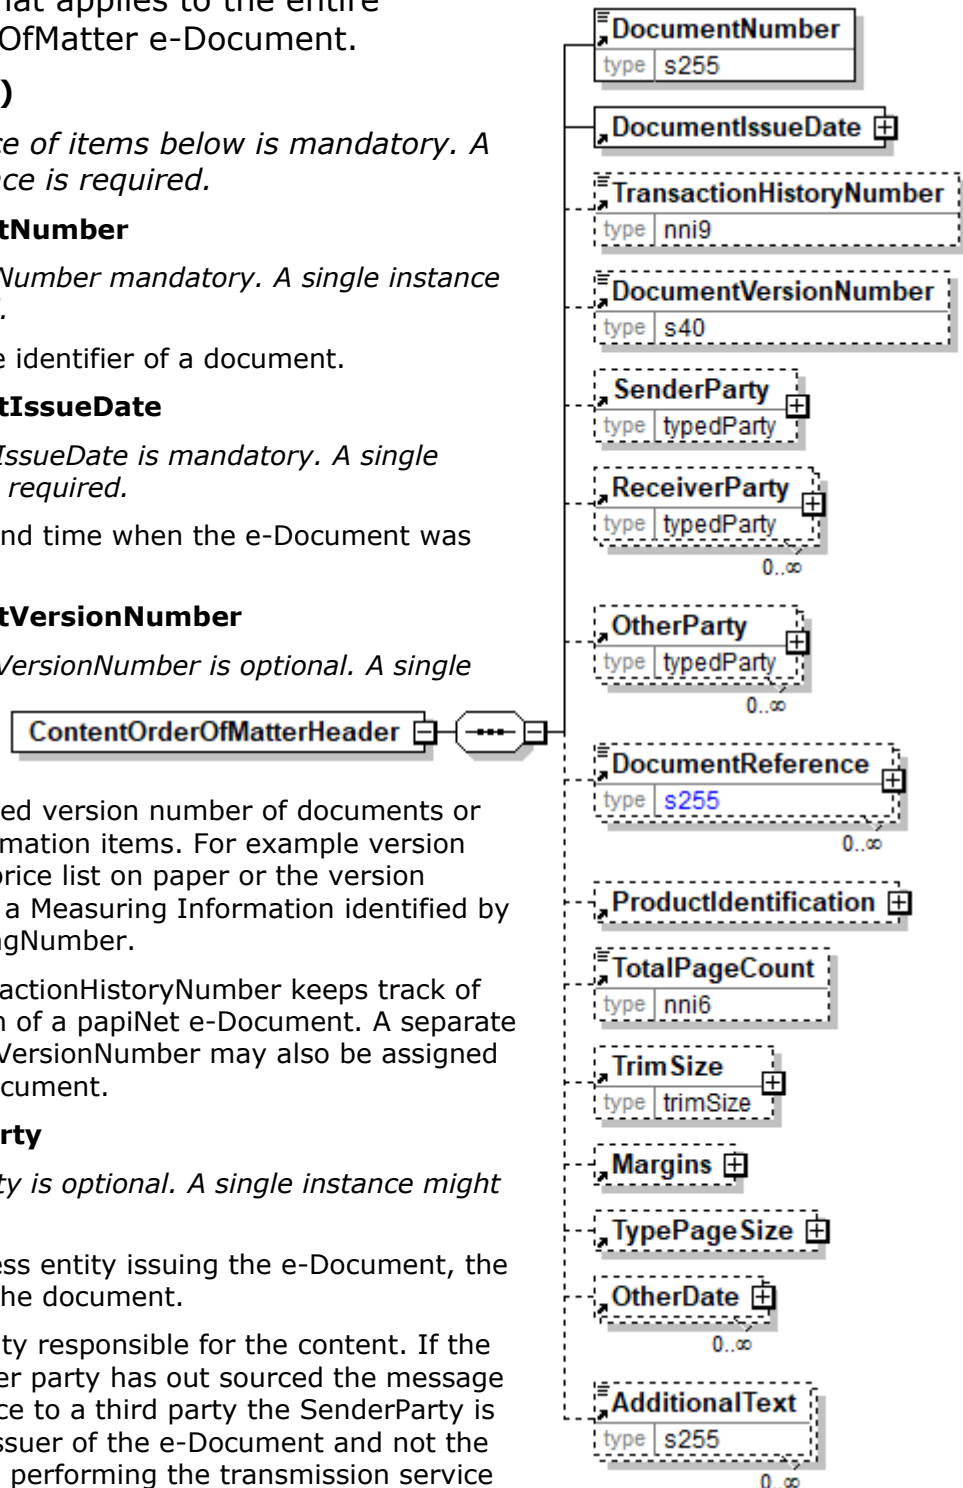 hat applies to the entire
OfMatter e-Document.
)
ce of items below is mandatory. A
nce is required.
tNumber
Number mandatory. A single instance
.
e identifier of a document.
tIssueDate
IssueDate is mandatory. A single
required.
nd time when the e-Document was
tVersionNumber
VersionNumber is optional. A single
ContentOrderOfMatterHeader
ed version number of documents or
rmation items. For example version
price list on paper or the version
a Measuring Information identified by
ngNumber.
sactionHistoryNumber keeps track of
n of a papiNet e-Document. A separate
VersionNumber may also be assigned
cument.
arty
ty is optional. A single instance might
ess entity issuing the e-Document, the
the document.
ity responsible for the content. If the
er party has out sourced the message
ce to a third party the SenderParty is
issuer of the e-Document and not the
performing the transmission service
DocumentNumber
type s255
DocumentIssueDate
TransactionHistoryNumber
type nni9
DocumentVersionNumber
type s40
SenderParty
type typedParty
ReceiverParty
type typedParty
0..∞
OtherParty
type typedParty
0..∞
DocumentReference
type s255
0..∞
ProductIdentification
TotalPageCount
type nni6
TrimSize
type trimSize
Margins
TypePageSize
OtherDate
0..∞
AdditionalText
type s255
0..∞